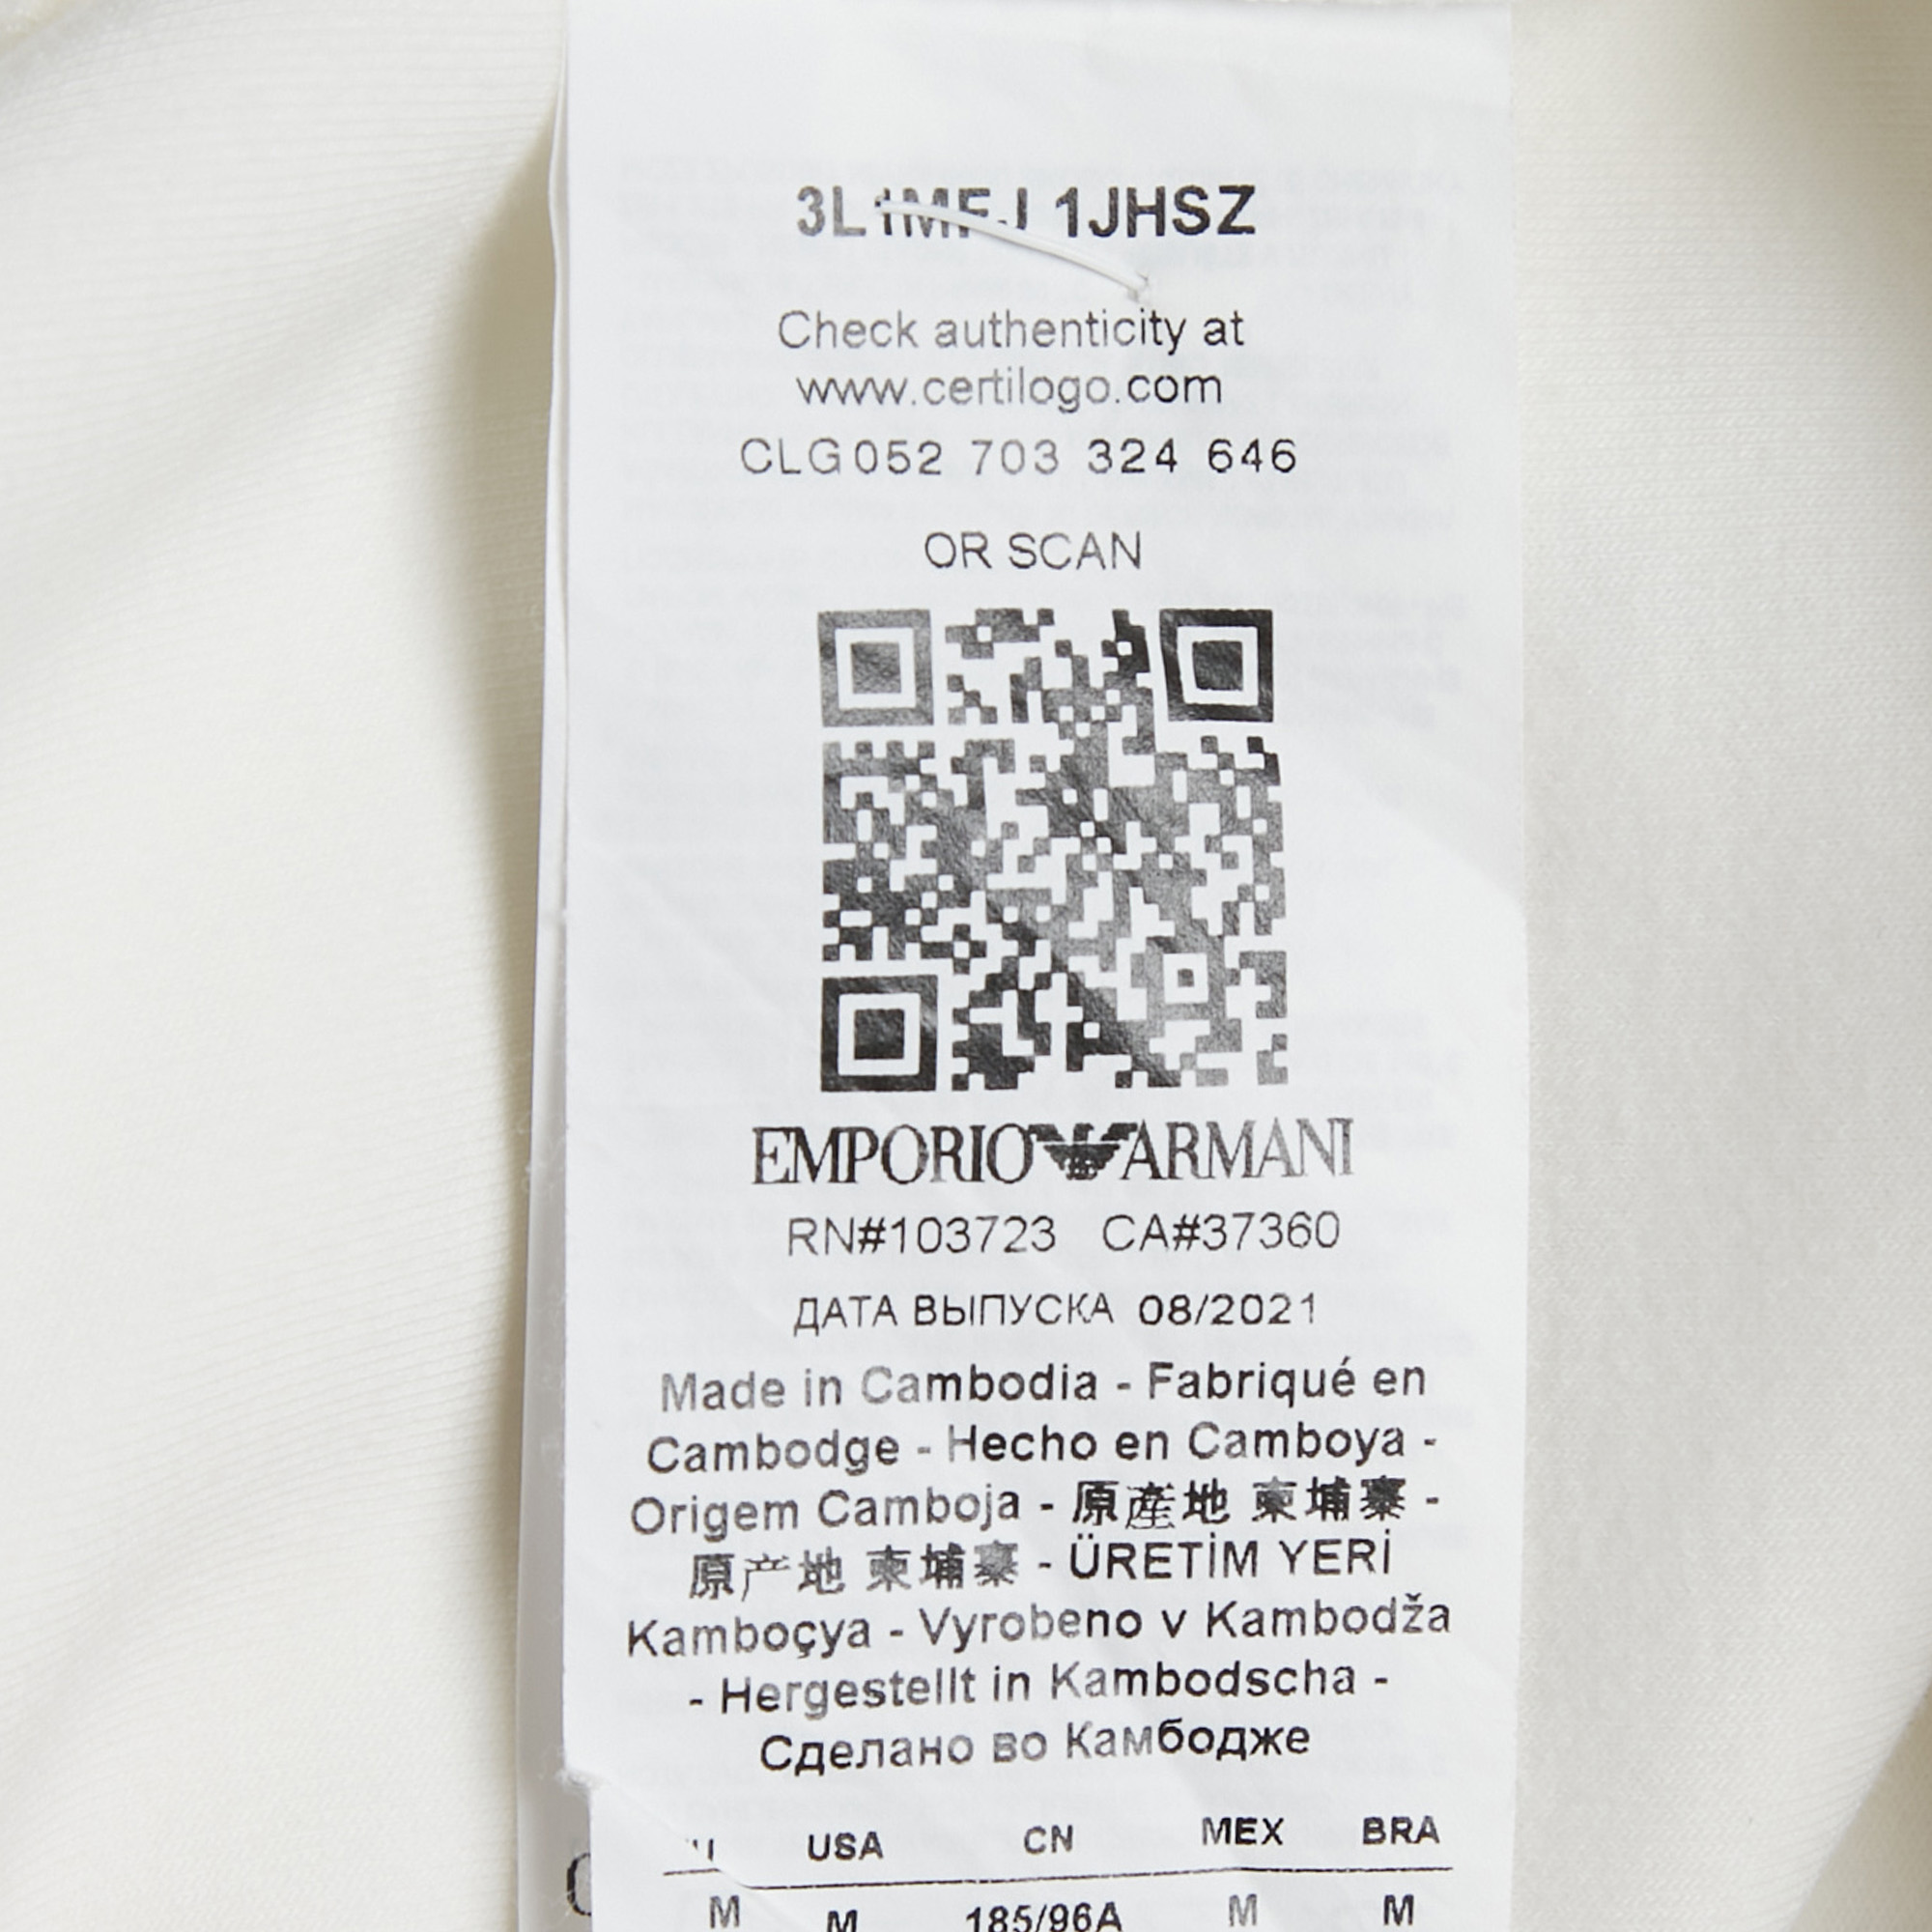 3L1MFJ 1JHSZ
Check authenticity at
www.certilogo.com
CLG052 703 324 646
OR SCAN
EMPORIO ARMANI
RN#103723 CA#37360
ДАТА ВЫПУСКА 08/2021
Made in Cambodia - Fabriqué en
Cambodge - Hecho en Camboya -
Origem Camboja - 原產地 柬埔寨 -
原产地 柬埔寨 - ÜRETİM YERİ
Kamboçya - Vyrobeno v Kambodža
- Hergestellt in Kambodscha -
Сделано во Камбодже
USA CN MEX BRA
M M 185/96A M M